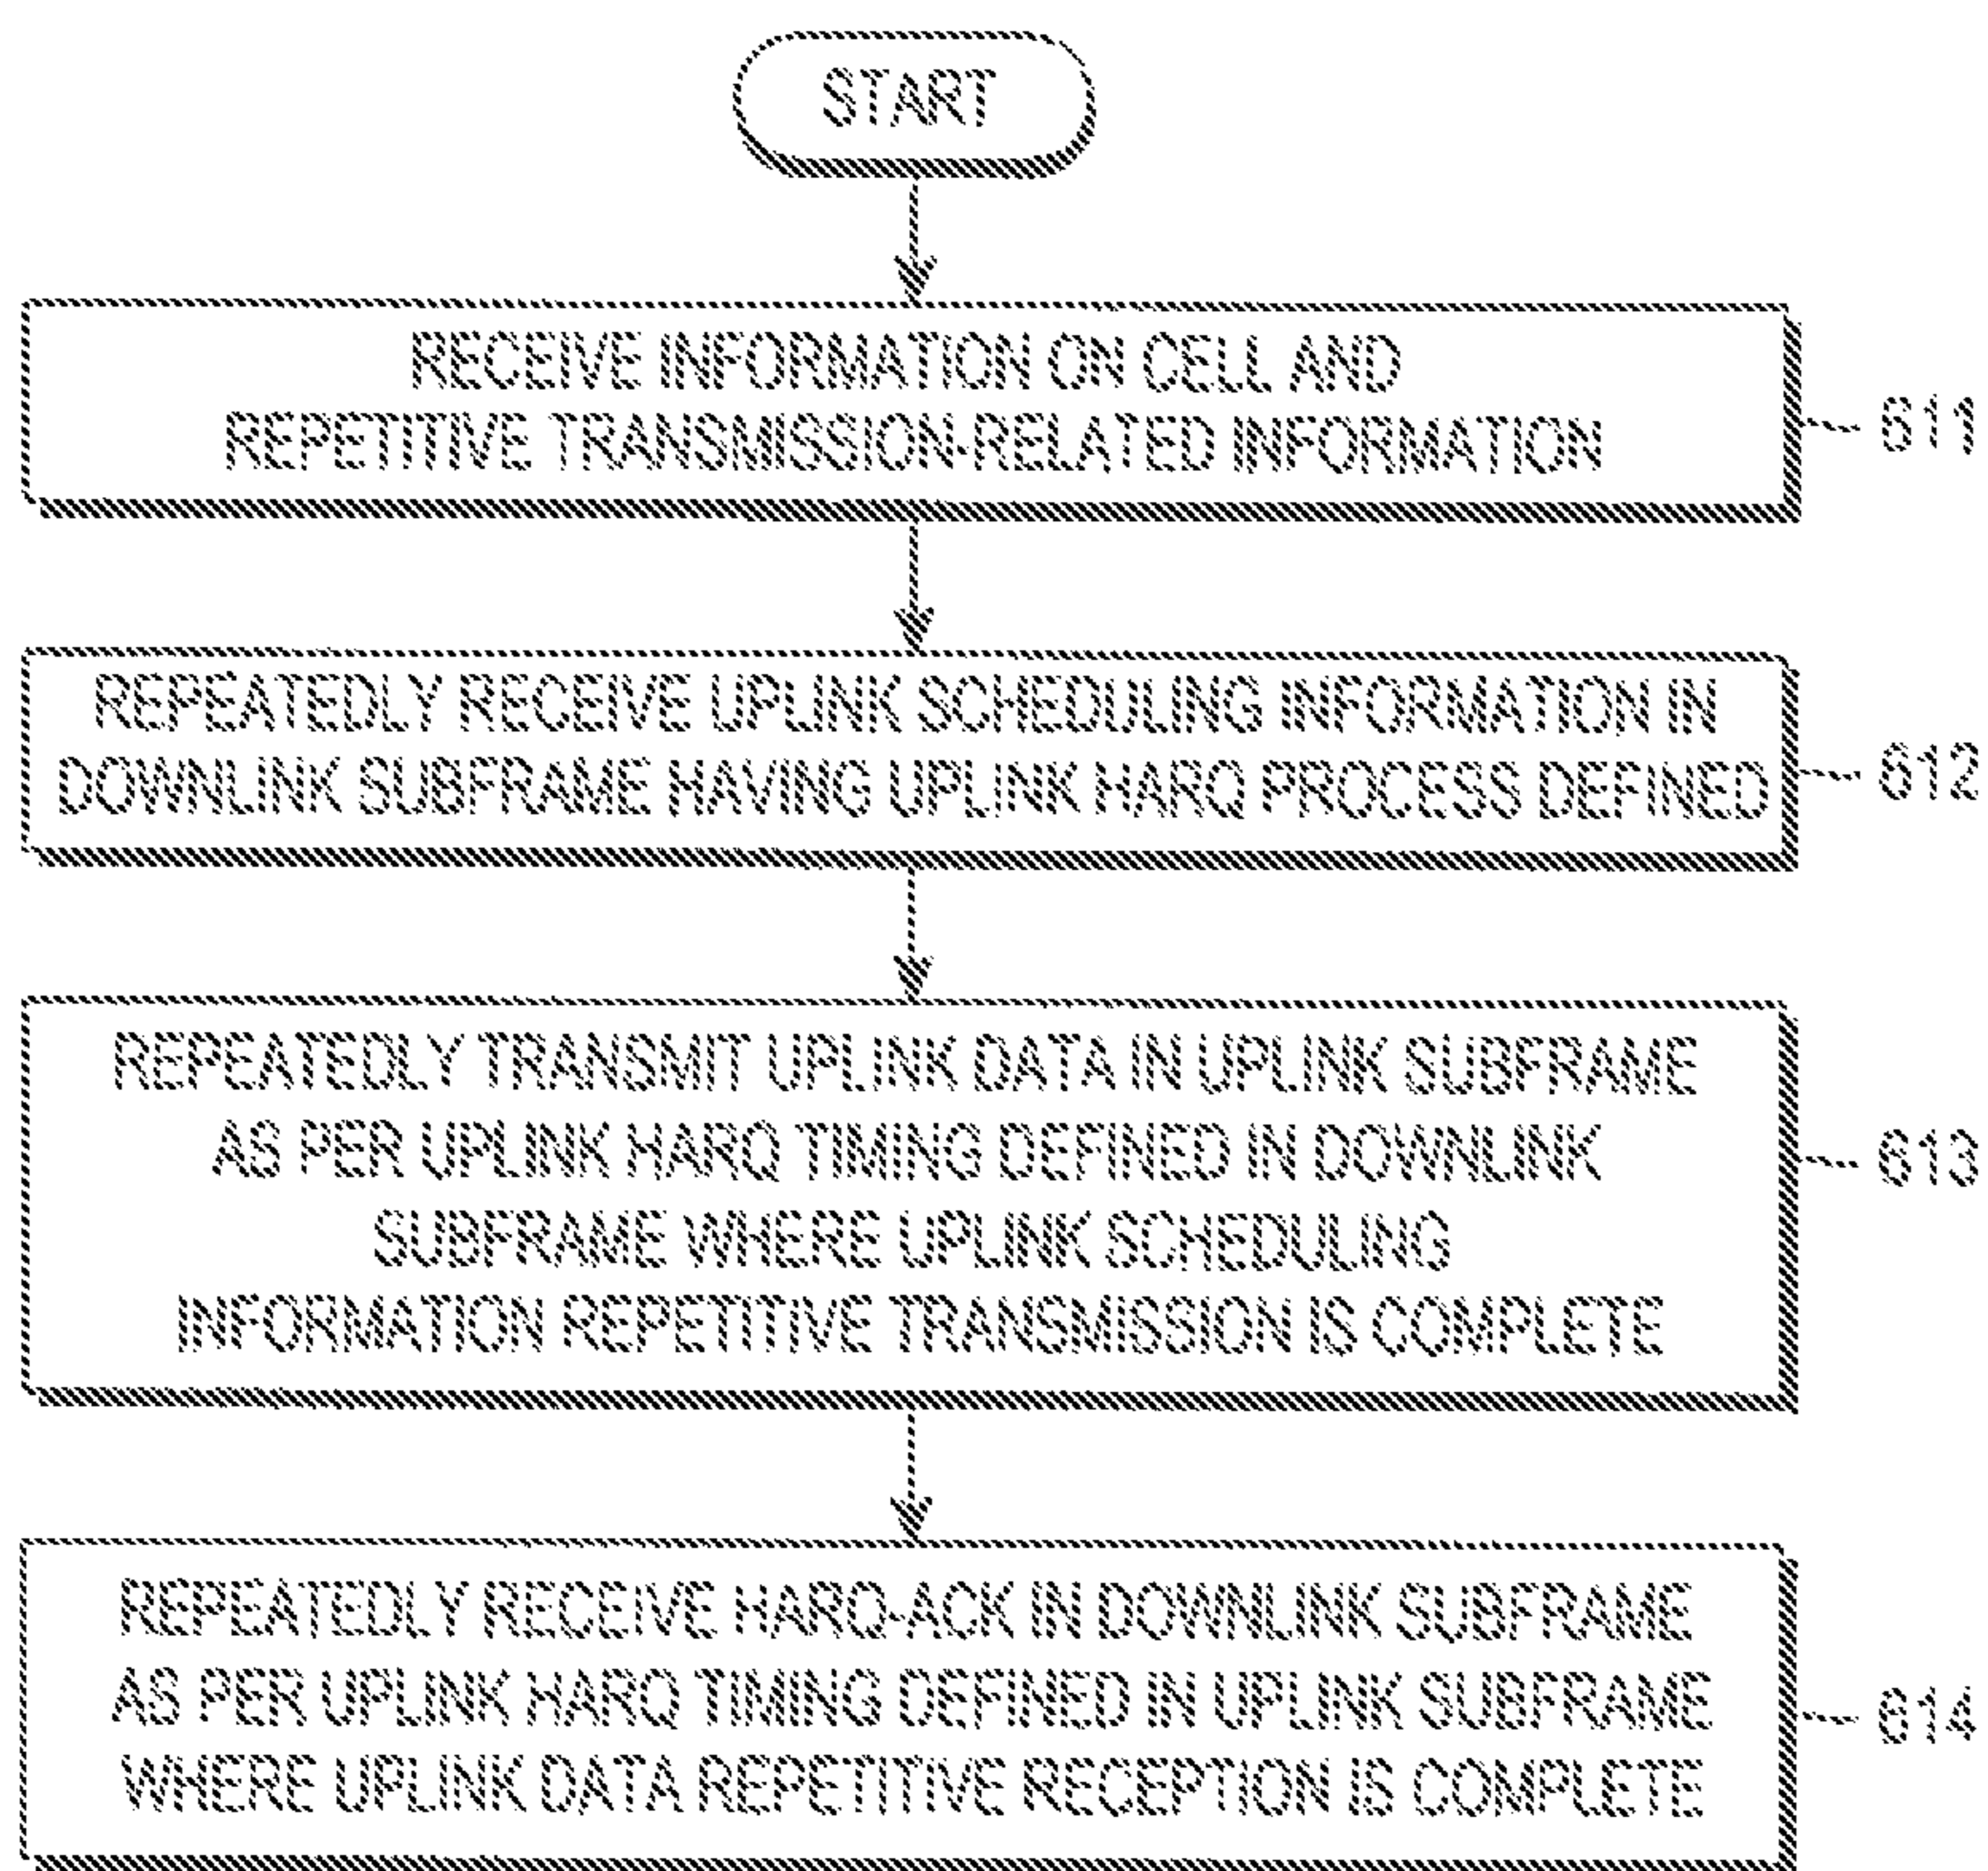 START
RECEIVE INFORMATION ON CELL AND
REPETITIVE TRANSMISSION-RELATED INFORMATION
611
REPEATEDLY RECEIVE UPLINK SCHEDULING INFORMATION IN
DOWNLINK SUBFRAME HAVING UPLINK HARQ PROCESS DEFINED
612
REPEATEDLY TRANSMIT UPLINK DATA IN UPLINK SUBFRAME
AS PER UPLINK HARQ TIMING DEFINED IN DOWNLINK
SUBFRAME WHERE UPLINK SCHEDULING
INFORMATION REPETITIVE TRANSMISSION IS COMPLETE
613
REPEATEDLY RECEIVE HARQ-ACK IN DOWNLINK SUBFRAME
AS PER UPLINK HARQ TIMING DEFINED IN UPLINK SUBFRAME
WHERE UPLINK DATA REPETITIVE RECEPTION IS COMPLETE
614